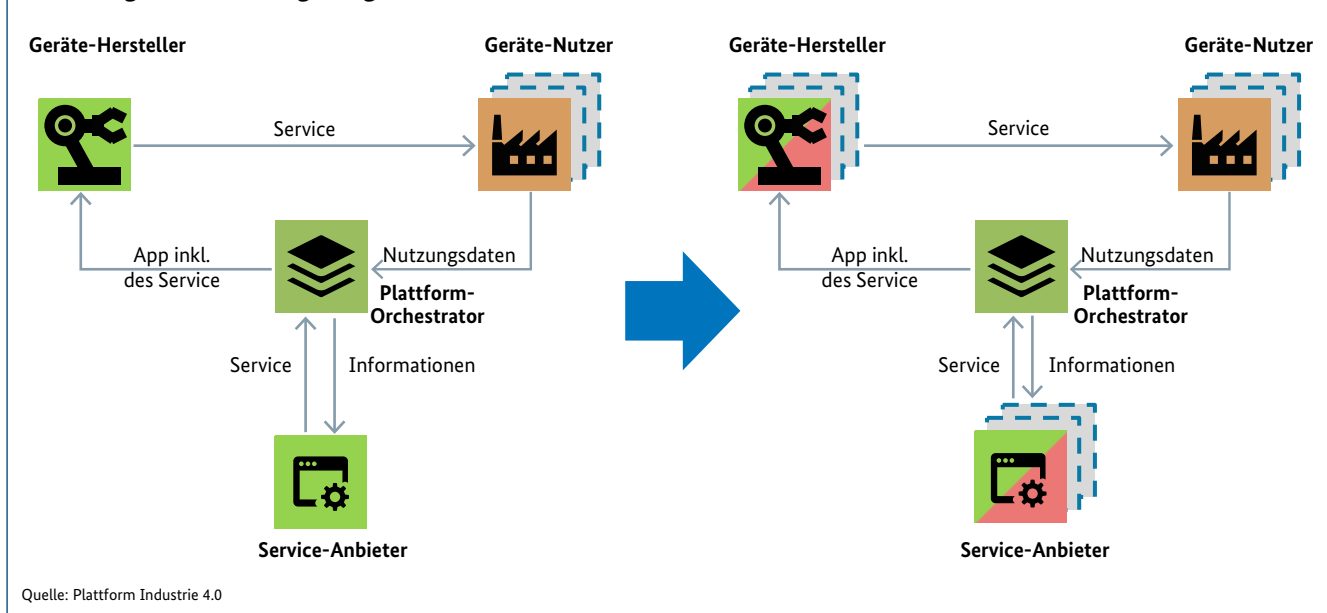 Geräte-Hersteller
Geräte-Nutzer
Service
App inkl.
des Service
Nutzungsdaten
Plattform-
Orchestrator
Service
Informationen
Service-Anbieter
Geräte-Hersteller
Geräte-Nutzer
Service
App inkl.
des Service
Nutzungsdaten
Plattform-
Orchestrator
Service
Informationen
Service-Anbieter
Quelle: Plattform Industrie 4.0